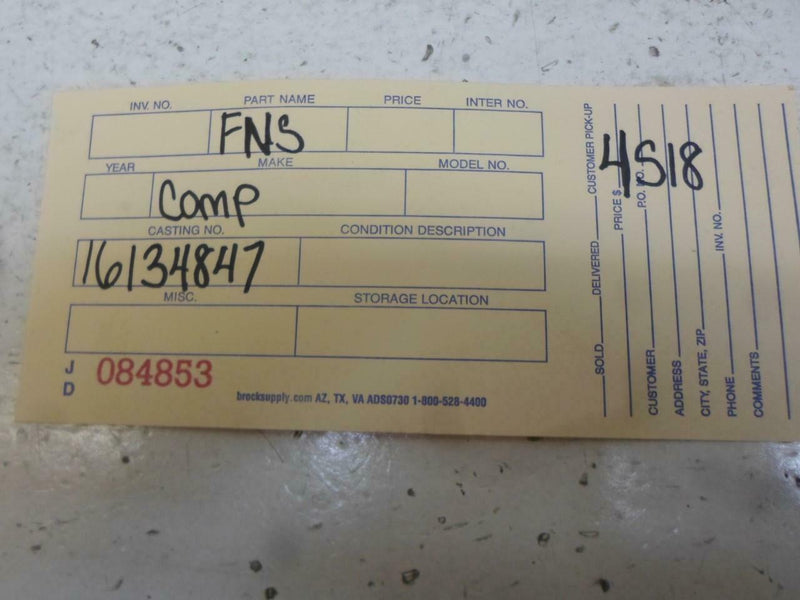 INV. NO. PART NAME PRICE INTER NO.
FNS
YEAR MAKE MODEL NO.
Comp
CASTING NO. CONDITION DESCRIPTION
16134847
MISC. STORAGE LOCATION
J D 084853
brocksupply.com AZ, TX, VA ADS0730 1-800-528-4400
4518
SOLD DELIVERED CUSTOMER PICK-UP
PRICE $
CUSTOMER P.O. NO.
ADDRESS
CITY, STATE, ZIP
PHONE INV. NO.
COMMENTS